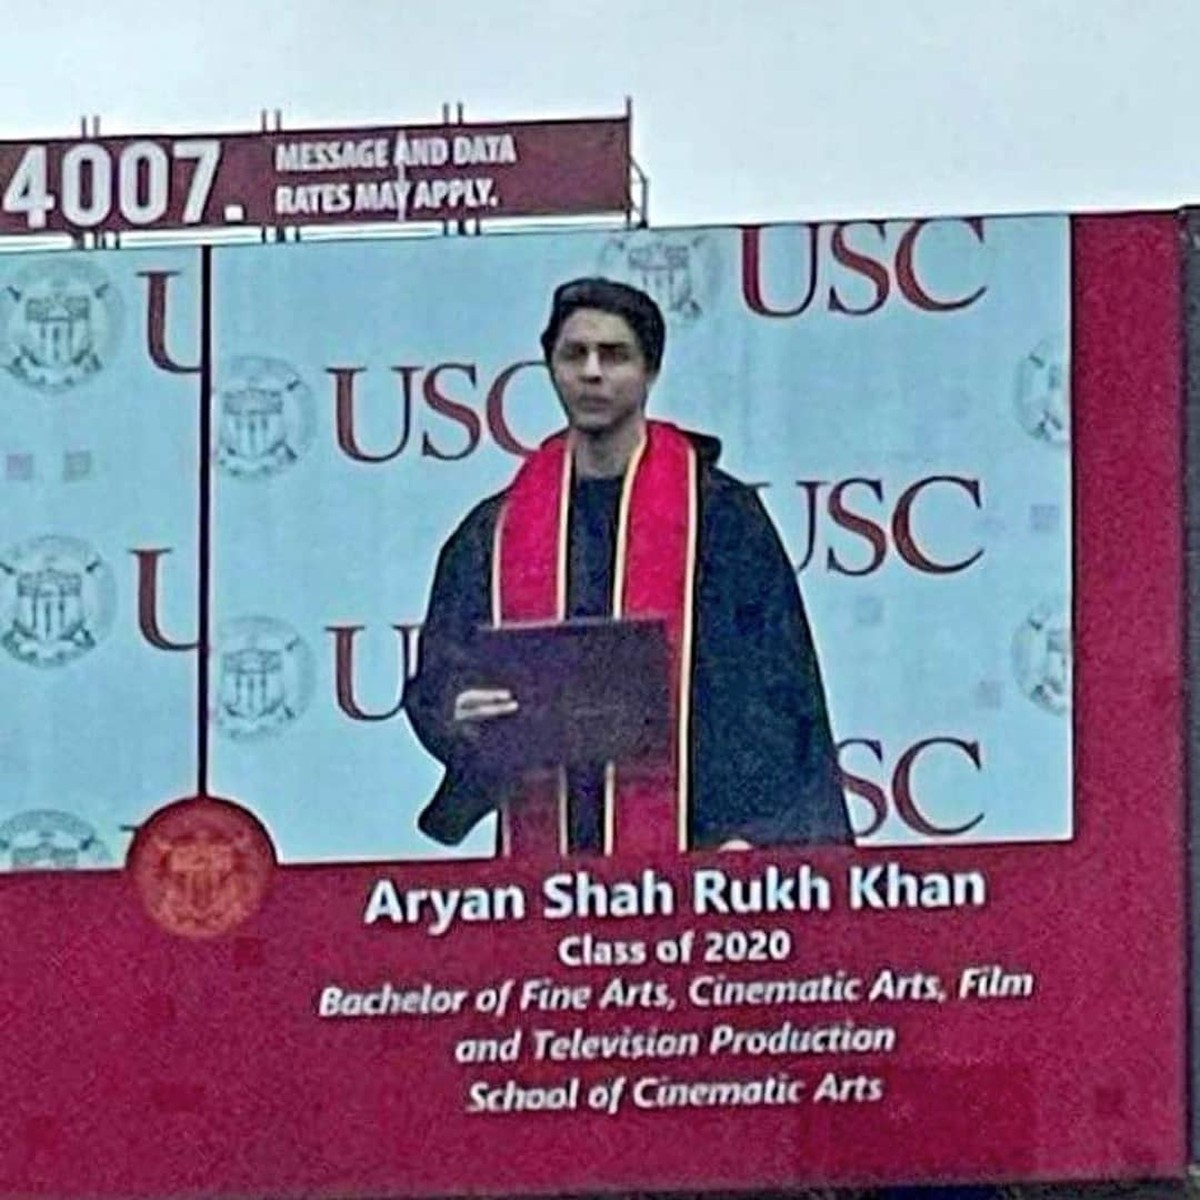 4007.
MESSAGE AND DATA
RATES MAY APPLY.
USC
U
USC
USC
U
U
SC
Aryan Shah Rukh Khan
Class of 2020
Bachelor of Fine Arts, Cinematic Arts, Film
and Television Production
School of Cinematic Arts